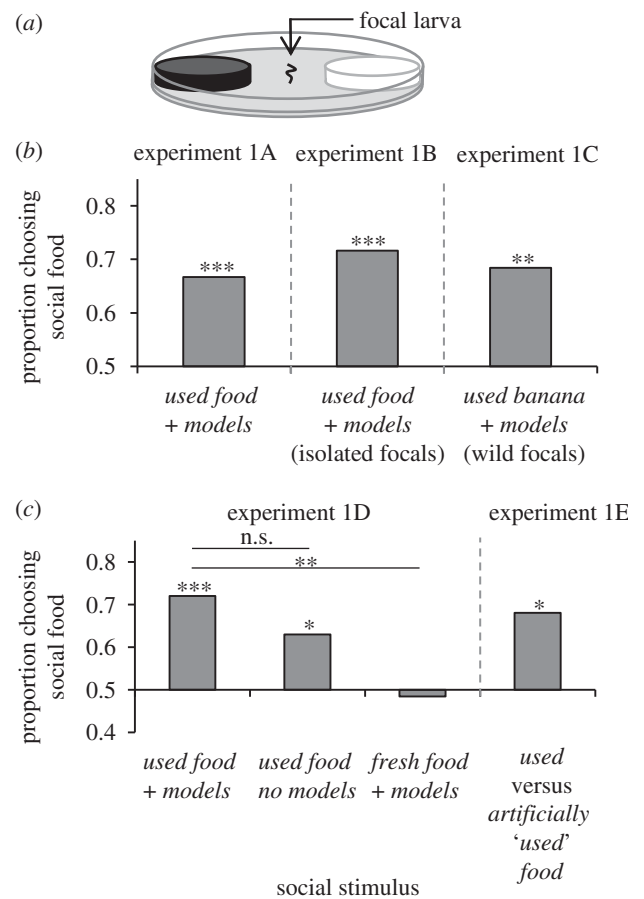 (a)
focal larva
(b)
experiment 1A experiment 1B experiment 1C
proportion choosing
social food
0.8
0.7
0.6
0.5
***
***
**
used food
+ models
used food
+ models
(isolated focals)
used banana
+ models
(wild focals)
(c)
experiment 1D experiment 1E
proportion choosing
social food
0.8
0.7
0.6
0.5
0.4
n.s.
**
***
*
*
used food
+ models
used food
no models
fresh food
+ models
used
versus
artificially
‘used’
food
social stimulus